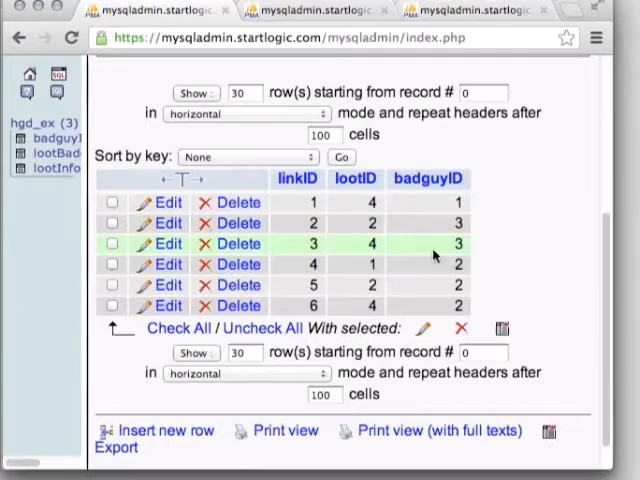 mysqladmin.startlogic. mysqladmin.startlogic. mysqladmin.startlogic.
https://mysqladmin.startlogic.com/mysqladmin/index.php
SQL
hgd_ex (3)
badguyI
lootBad
lootInfo
Show : 30 row(s) starting from record # 0
in horizontal mode and repeat headers after
100 cells
Sort by key: None Go
←T→ linkID lootID badguyID
Edit Delete 1 4 1
Edit Delete 2 2 3
Edit Delete 3 4 3
Edit Delete 4 1 2
Edit Delete 5 2 2
Edit Delete 6 4 2
Check All / Uncheck All With selected:
Show : 30 row(s) starting from record # 0
in horizontal mode and repeat headers after
100 cells
Insert new row Print view Print view (with full texts)
Export